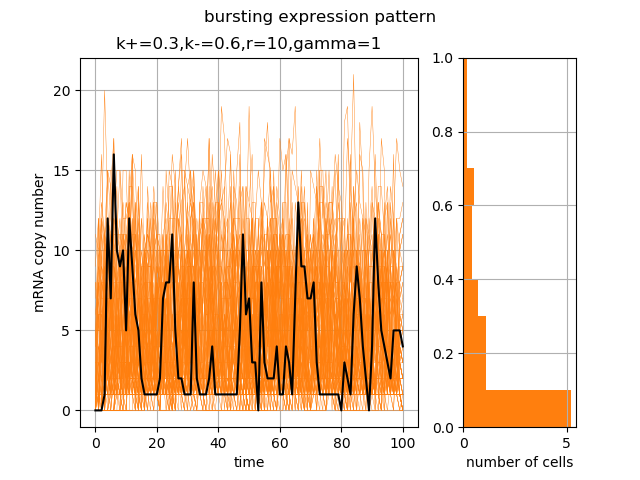 bursting expression pattern
k+=0.3,k-=0.6,r=10,gamma=1
mRNA copy number
20
15
10
5
0
0 20 40 60 80 100
time
1.0
0.8
0.6
0.4
0.2
0.0
0 5
number of cells